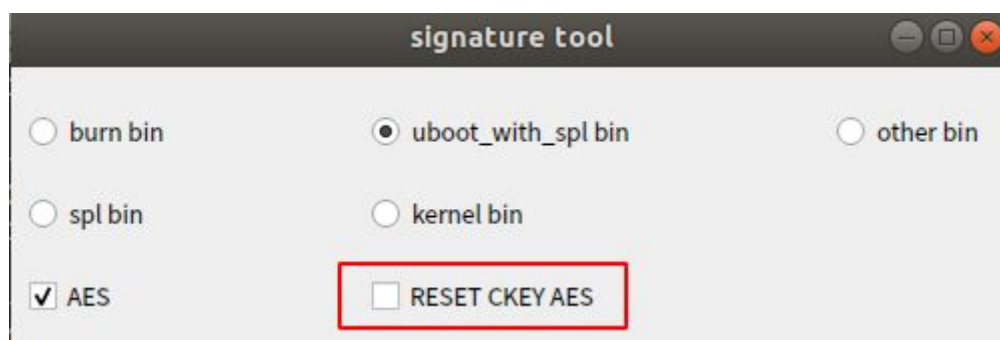 signature tool
burn bin uboot_with_spl bin other bin
spl bin kernel bin
AES RESET CKEY AES